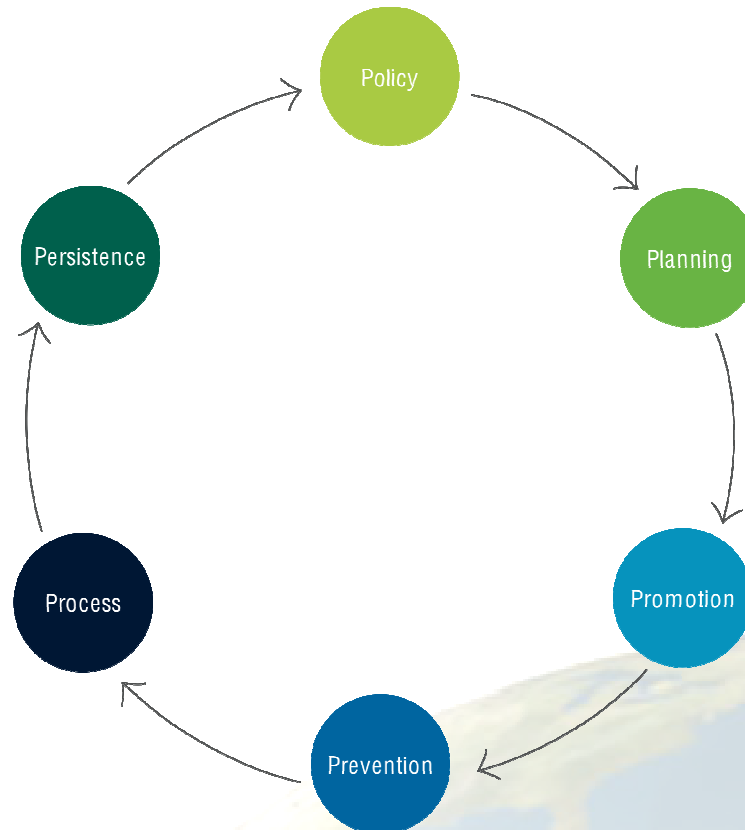 Policy
Planning
Promotion
Prevention
Process
Persistence